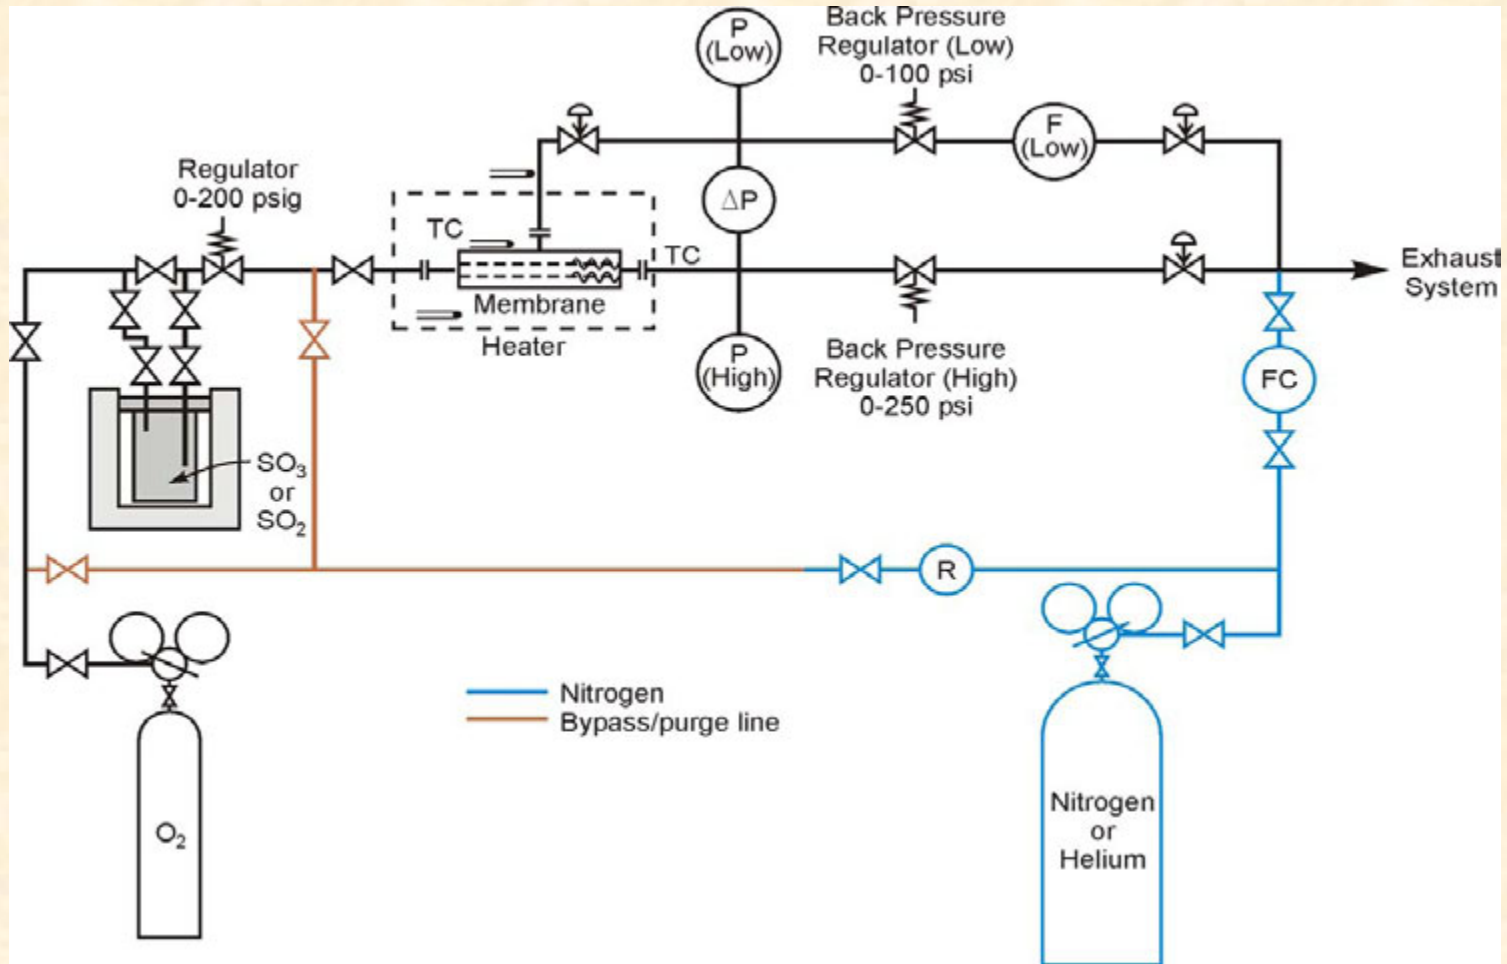 P
(Low)
Back Pressure
Regulator (Low)
0-100 psi
F
(Low)
Regulator
0-200 psig
TC
ΔP
TC
Membrane
Heater
Exhaust
System
P
(High)
Back Pressure
Regulator (High)
0-250 psi
FC
SO₃
or
SO₂
R
Nitrogen
Bypass/purge line
O₂
Nitrogen
or
Helium